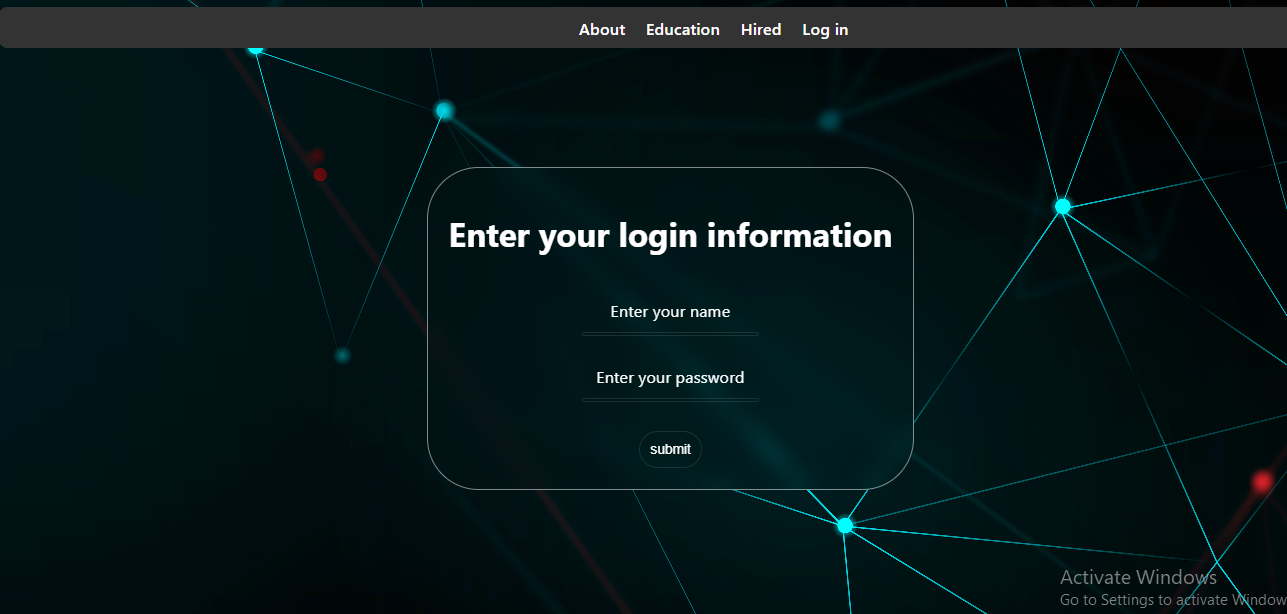 About Education Hired Log in
Enter your login information
Enter your name
Enter your password
submit
Activate Windows
Go to Settings to activate Window